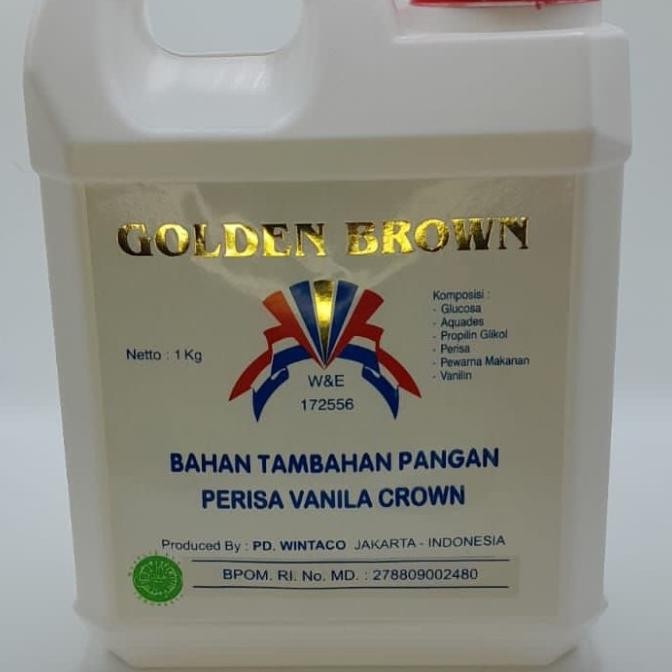 GOLDEN BROWN
Netto : 1 Kg
W&E
172556
Komposisi :
- Glucosa
- Aquades
- Propilin Glikol
- Perisa
- Pewarna Makanan
- Vanilin
BAHAN TAMBAHAN PANGAN
PERISA VANILA CROWN
Produced By : PD. WINTACO JAKARTA - INDONESIA
BPOM. RI. No. MD. : 278809002480